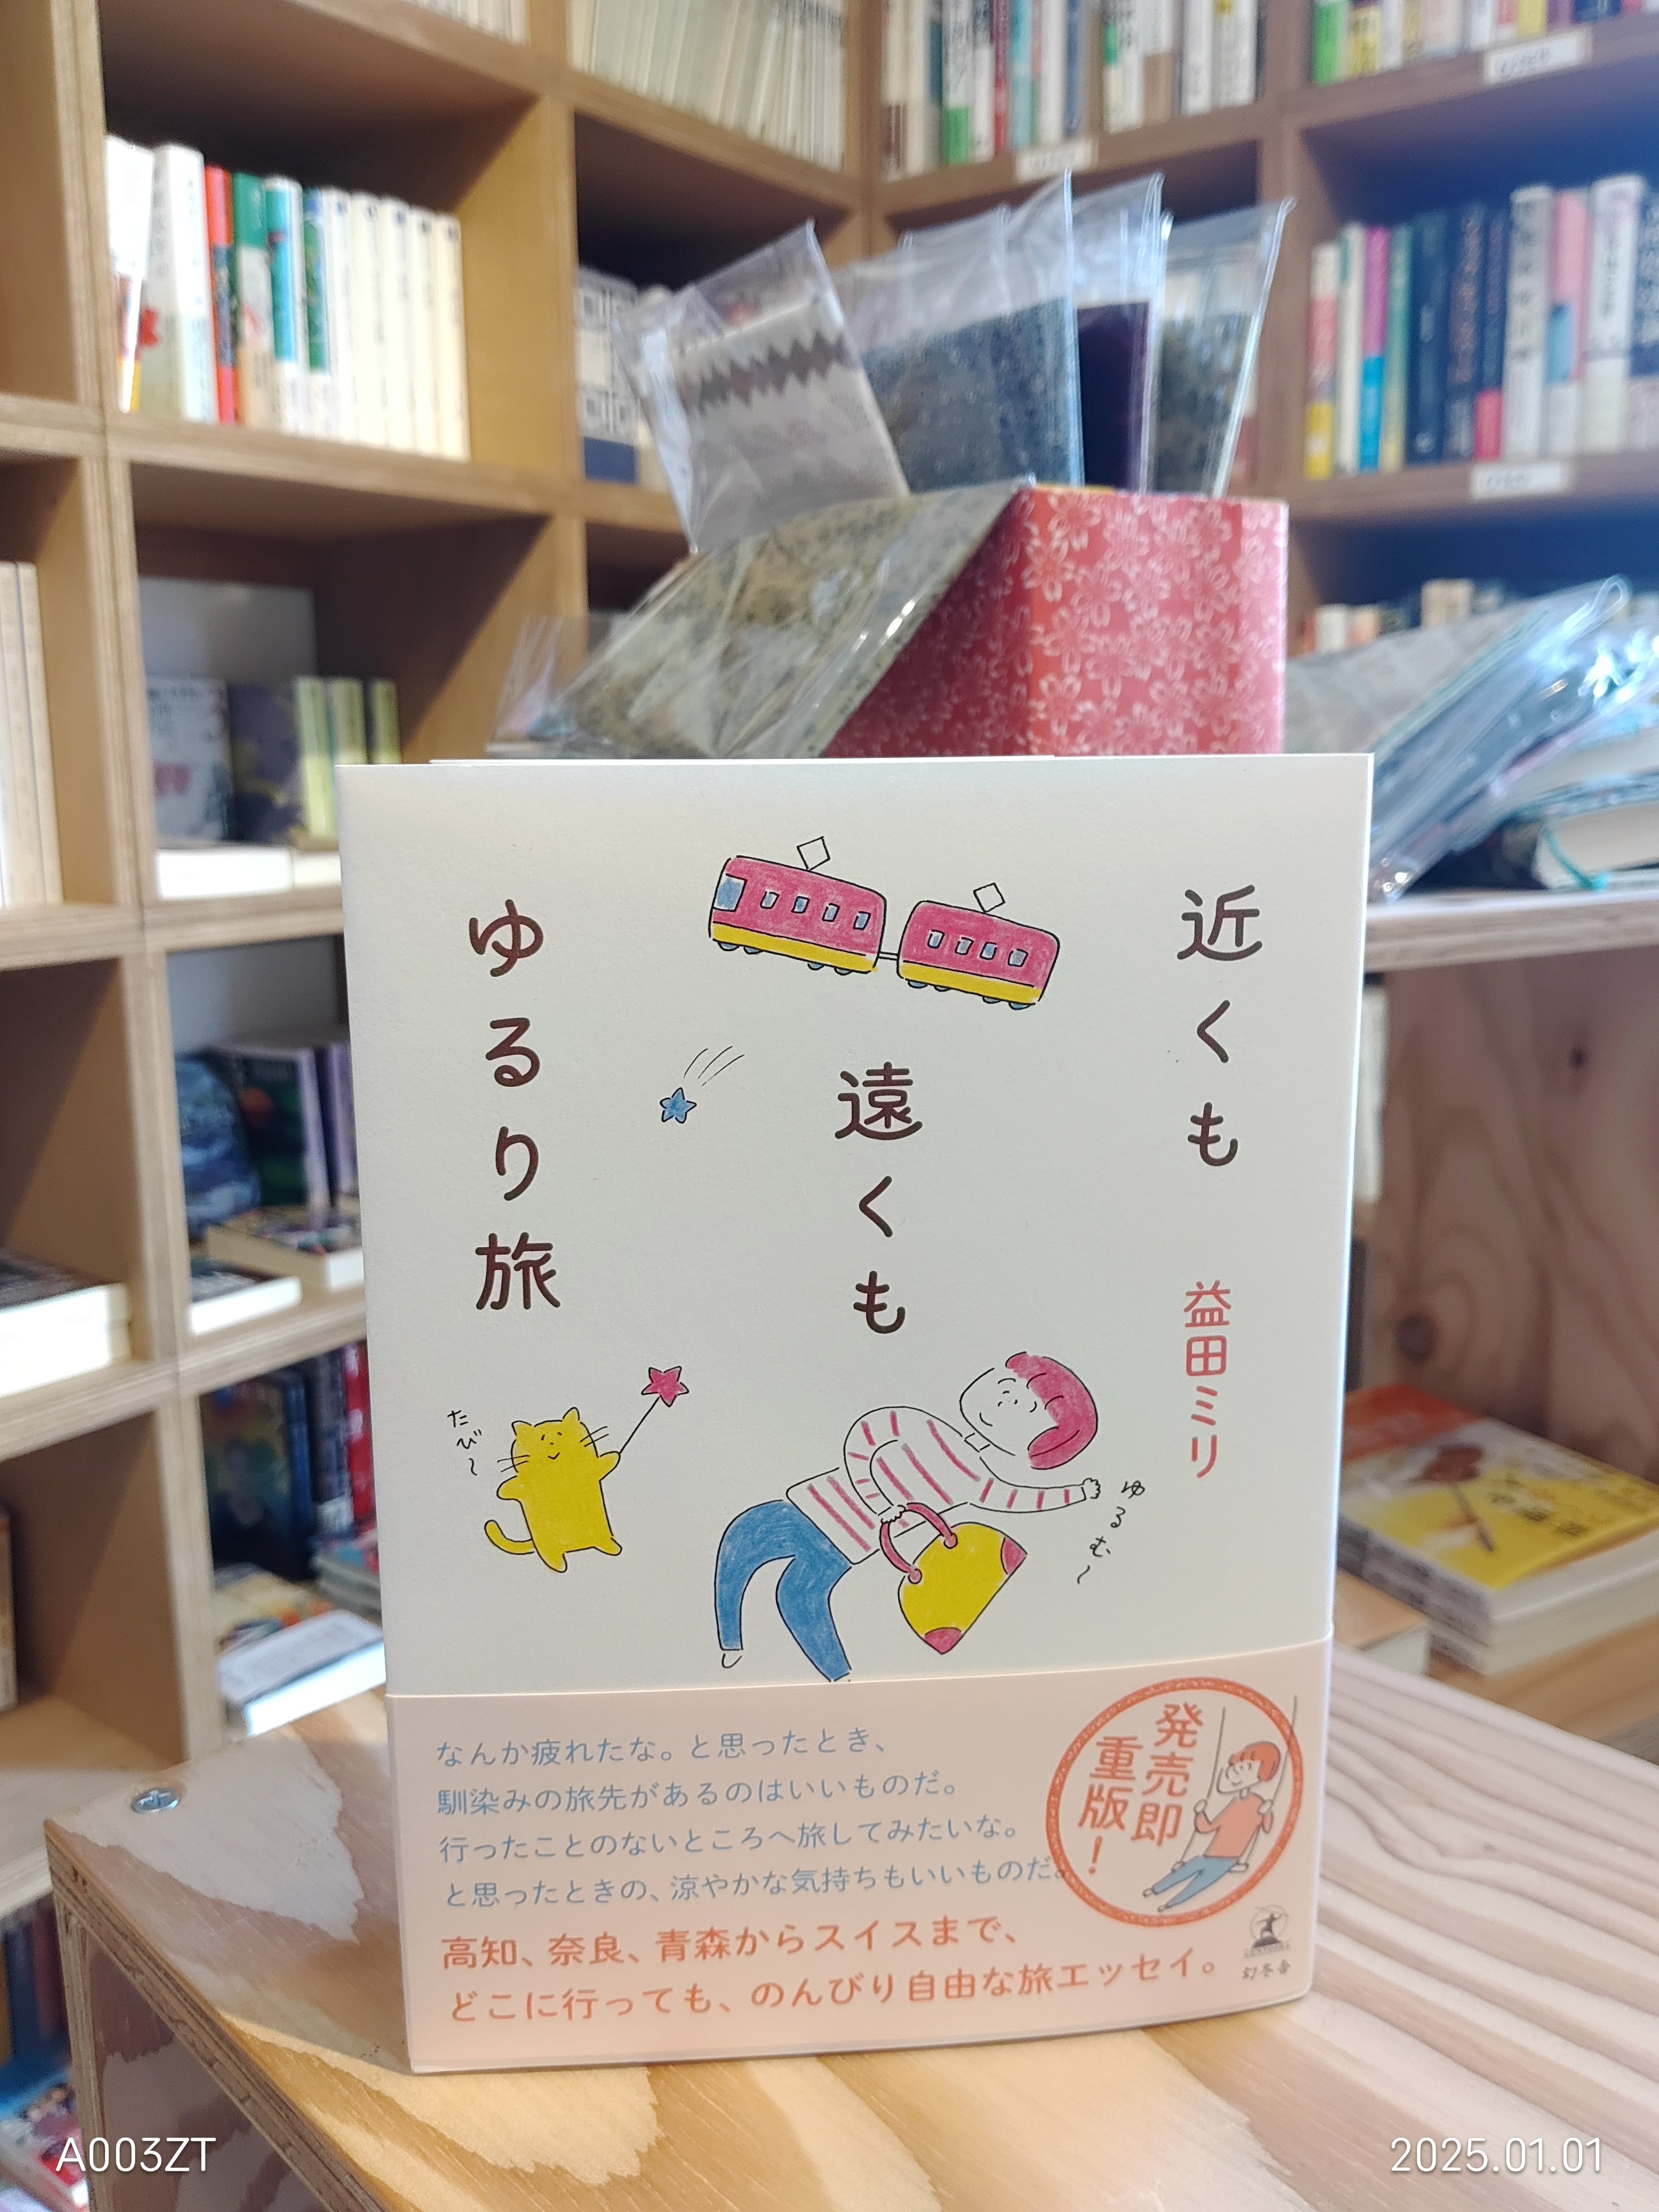 近くも
遠くも
ゆるり旅
益田ミリ
たび〜
ゆるむ〜
なんか疲れたな。と思ったとき、
馴染みの旅先があるのはいいものだ。
行ったことのないところへ旅してみたいな。
と思ったときの、涼やかな気持ちもいいものだ。
高知、奈良、青森からスイスまで、
どこに行っても、のんびり自由な旅エッセイ。
発売即
重版!
幻冬舎
A003ZT
2025.01.01